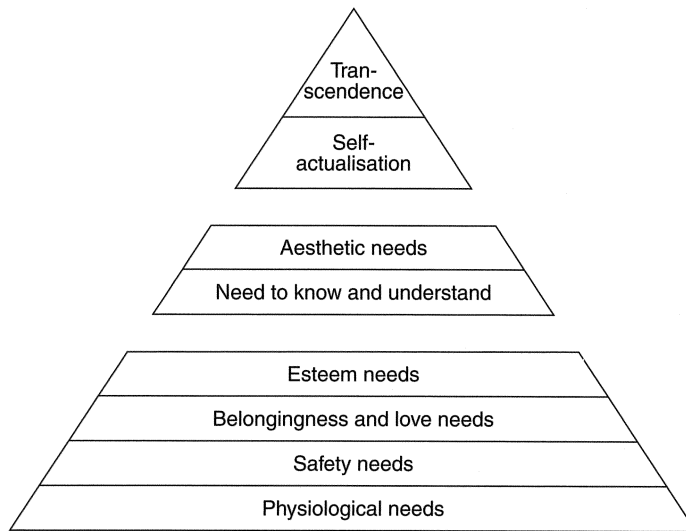 Tran-
scendence
Self-
actualisation
Aesthetic needs
Need to know and understand
Esteem needs
Belongingness and love needs
Safety needs
Physiological needs